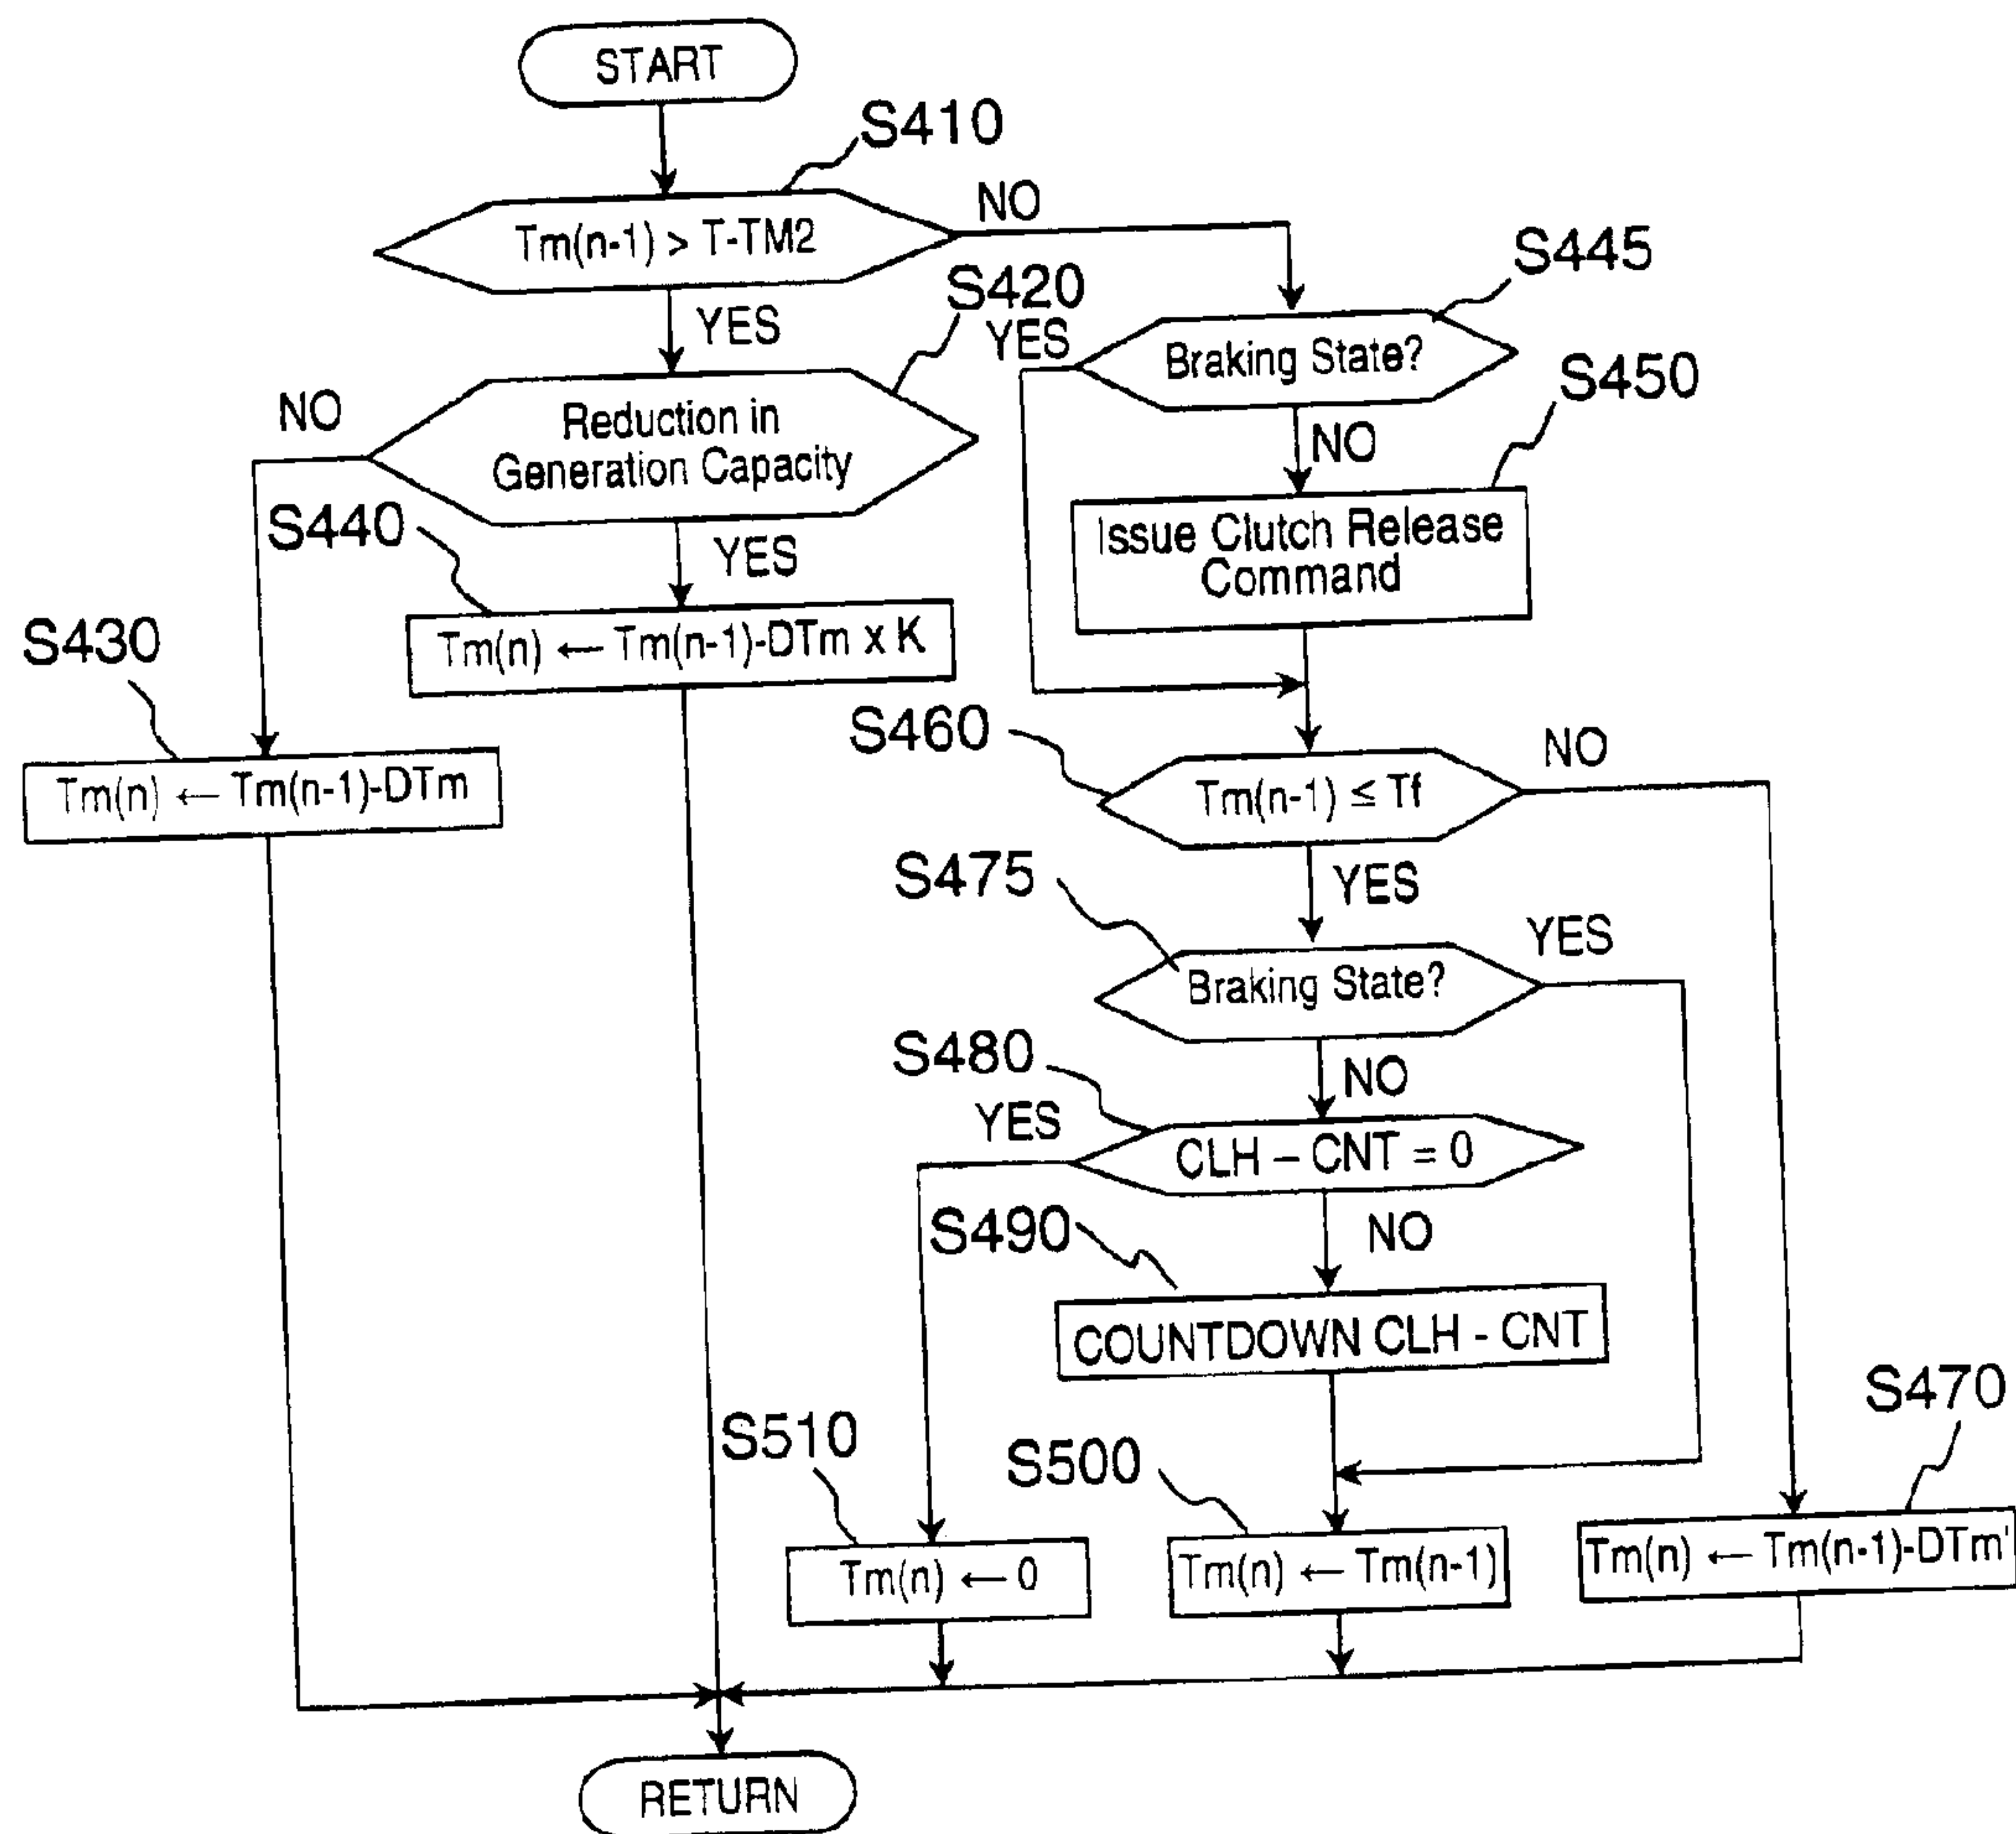 START
S410
Tm(n-1) > T-TM2
NO
YES
S420
Reduction in
Generation Capacity
NO
YES
S440
Tm(n) ← Tm(n-1)-DTm x K
S430
Tm(n) ← Tm(n-1)-DTm
S445
Braking State?
YES
NO
S450
Issue Clutch Release
Command
S460
Tm(n-1) ≤ Tf
NO
YES
S475
Braking State?
YES
NO
S480
CLH – CNT = 0
YES
NO
S490
COUNTDOWN CLH - CNT
S510
Tm(n) ← 0
S500
Tm(n) ← Tm(n-1)
S470
Tm(n) ← Tm(n-1)-DTm'
RETURN